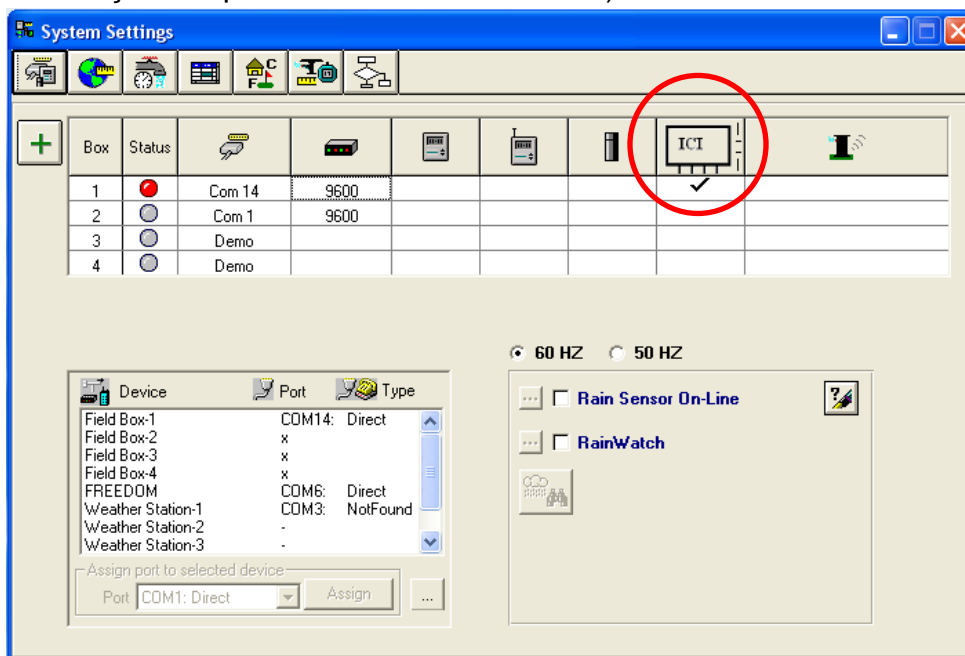 System Settings
C
F
Box Status ICI
1 Com 14 9600
2 Com 1 9600
3 Demo
4 Demo
60 HZ 50 HZ
Device Port Type
Field Box-1 COM14: Direct
Field Box-2 x
Field Box-3 x
Field Box-4 x
FREEDOM COM6: Direct
Weather Station-1 COM3: NotFound
Weather Station-2 -
Weather Station-3 -
Assign port to selected device
Port COM1: Direct Assign ...
... Rain Sensor On-Line ?
... RainWatch